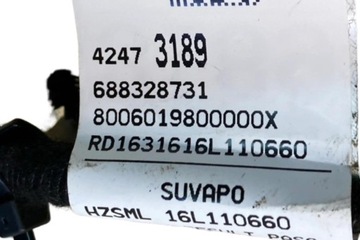 4247 3189
688328731
8006019800000X
RD1631616L110660
SUVAPO
HZSML 16L110660